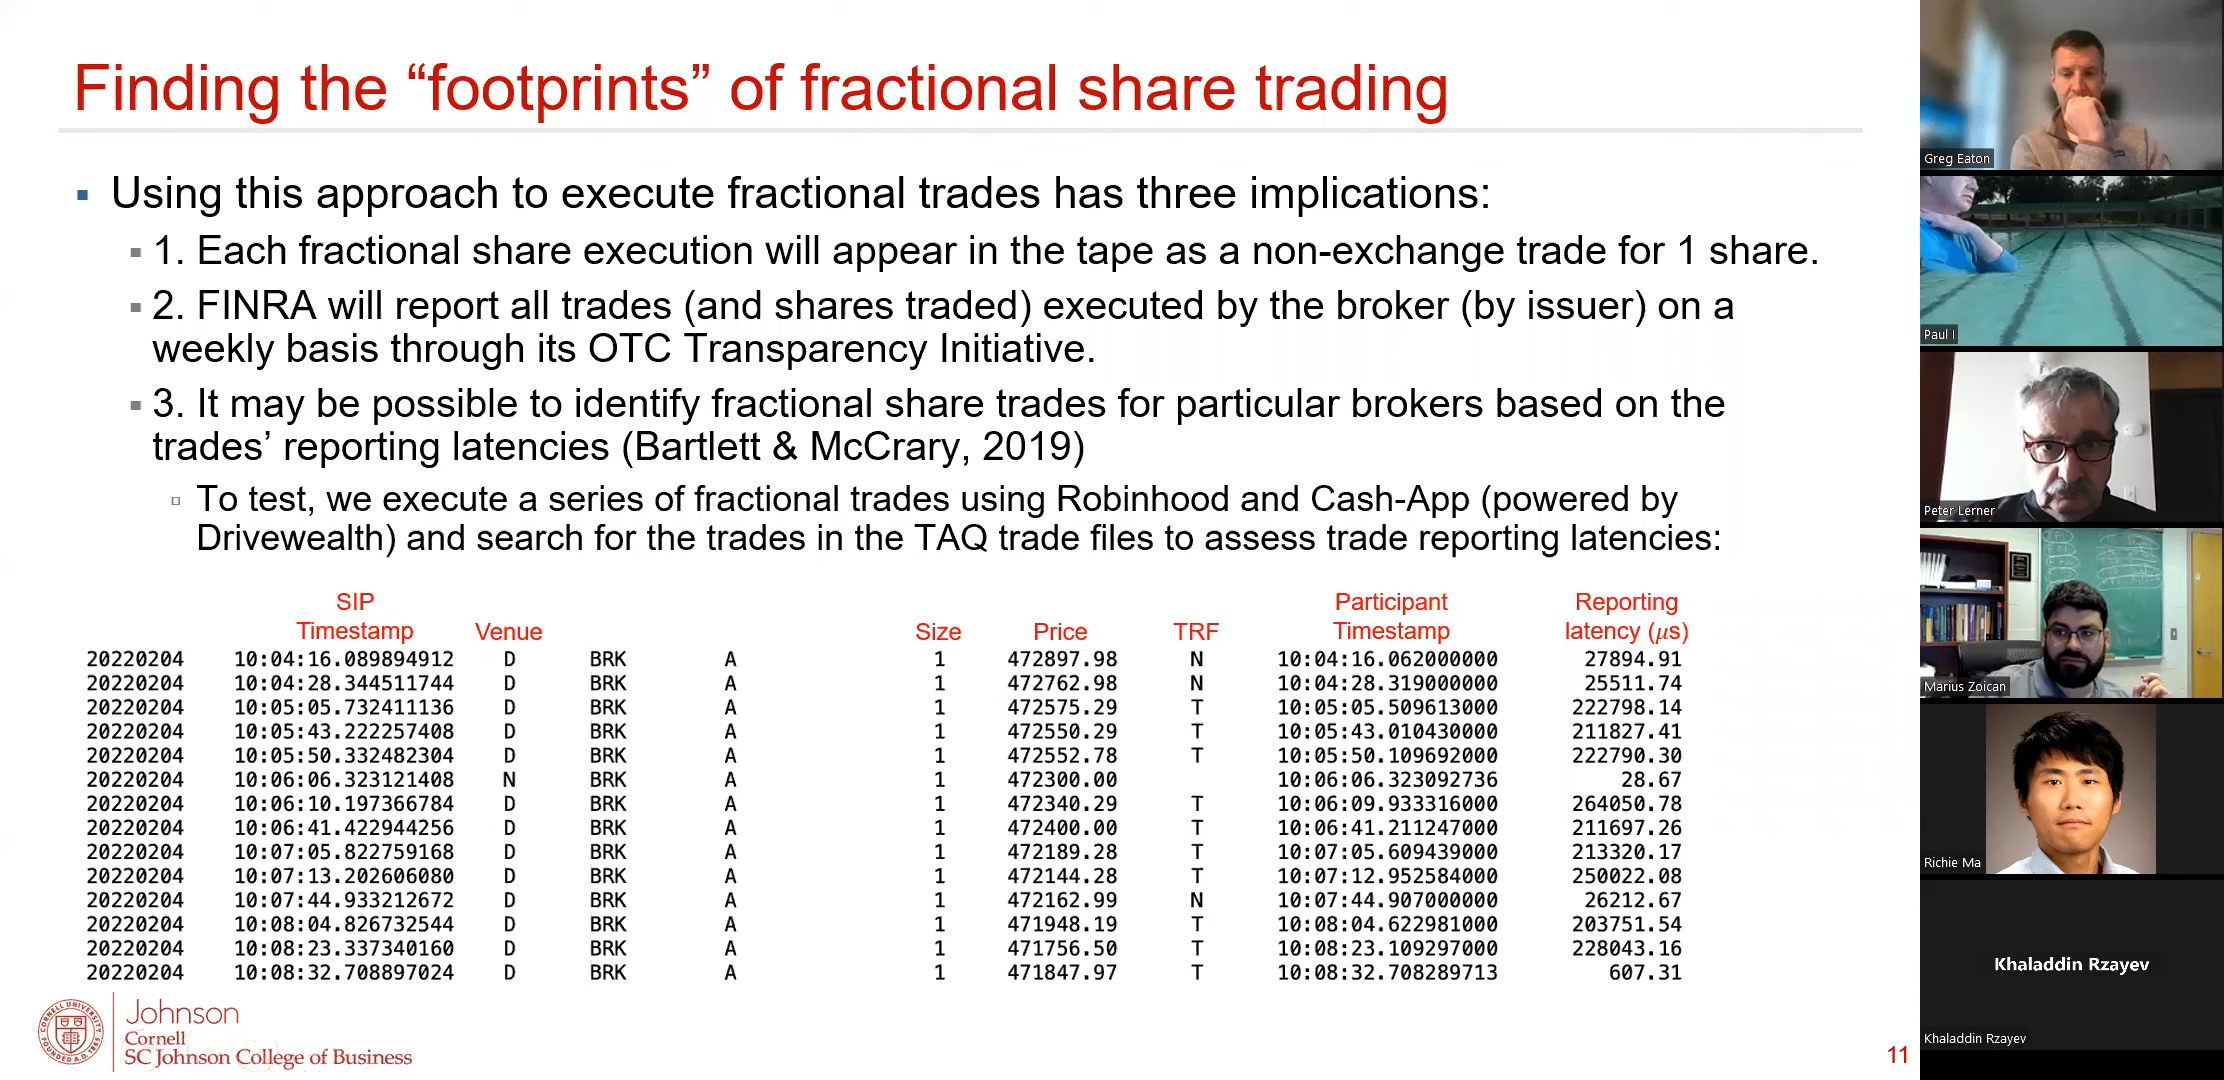 Finding the “footprints” of fractional share trading
▪ Using this approach to execute fractional trades has three implications:
▪ 1. Each fractional share execution will appear in the tape as a non-exchange trade for 1 share.
▪ 2. FINRA will report all trades (and shares traded) executed by the broker (by issuer) on a
weekly basis through its OTC Transparency Initiative.
▪ 3. It may be possible to identify fractional share trades for particular brokers based on the
trades’ reporting latencies (Bartlett & McCrary, 2019)
▫ To test, we execute a series of fractional trades using Robinhood and Cash-App (powered by
Drivewealth) and search for the trades in the TAQ trade files to assess trade reporting latencies:
SIP Participant Reporting
Timestamp Venue Size Price TRF Timestamp latency (μs)
20220204 10:04:16.089894912 D BRK A 1 472897.98 N 10:04:16.062000000 27894.91
20220204 10:04:28.344511744 D BRK A 1 472762.98 N 10:04:28.319000000 25511.74
20220204 10:05:05.732411136 D BRK A 1 472575.29 T 10:05:05.509613000 222798.14
20220204 10:05:43.222257408 D BRK A 1 472550.29 T 10:05:43.010430000 211827.41
20220204 10:05:50.332482304 D BRK A 1 472552.78 T 10:05:50.109692000 222790.30
20220204 10:06:06.323121408 N BRK A 1 472300.00 10:06:06.323092736 28.67
20220204 10:06:10.197366784 D BRK A 1 472340.29 T 10:06:09.933316000 264050.78
20220204 10:06:41.422944256 D BRK A 1 472400.00 T 10:06:41.211247000 211697.26
20220204 10:07:05.822759168 D BRK A 1 472189.28 T 10:07:05.609439000 213320.17
20220204 10:07:13.202606080 D BRK A 1 472144.28 T 10:07:12.952584000 250022.08
20220204 10:07:44.933212672 D BRK A 1 472162.99 N 10:07:44.907000000 26212.67
20220204 10:08:04.826732544 D BRK A 1 471948.19 T 10:08:04.622981000 203751.54
20220204 10:08:23.337340160 D BRK A 1 471756.50 T 10:08:23.109297000 228043.16
20220204 10:08:32.708897024 D BRK A 1 471847.97 T 10:08:32.708289713 607.31
Johnson
Cornell
SC Johnson College of Business
11
Greg Eaton
Paul I
Peter Lerner
Marius Zoican
Richie Ma
Khaladdin Rzayev
Khaladdin Rzayev